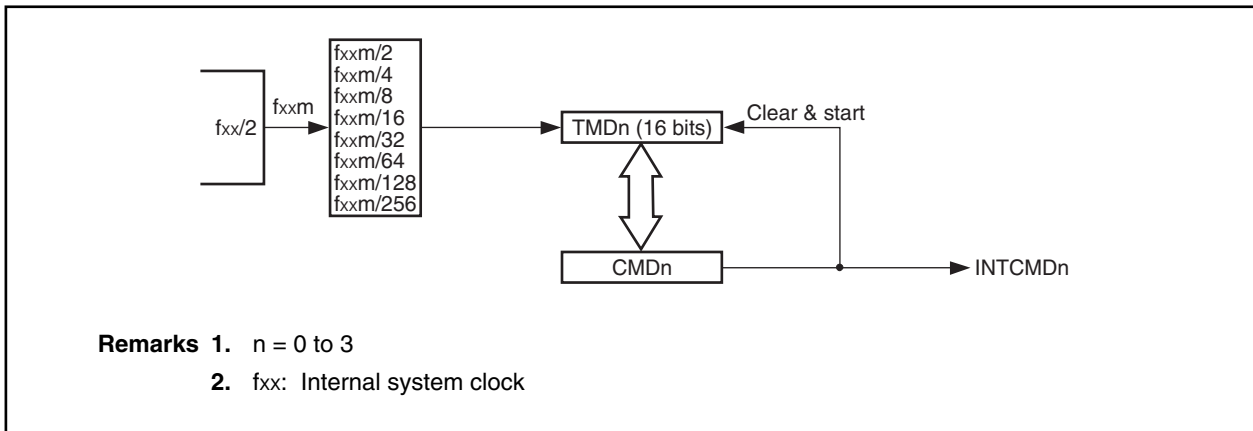 fxx/2
fxxm
fxxm/2
fxxm/4
fxxm/8
fxxm/16
fxxm/32
fxxm/64
fxxm/128
fxxm/256
TMDn (16 bits)
Clear & start
CMDn
INTCMDn
Remarks 1. n = 0 to 3
2. fxx: Internal system clock